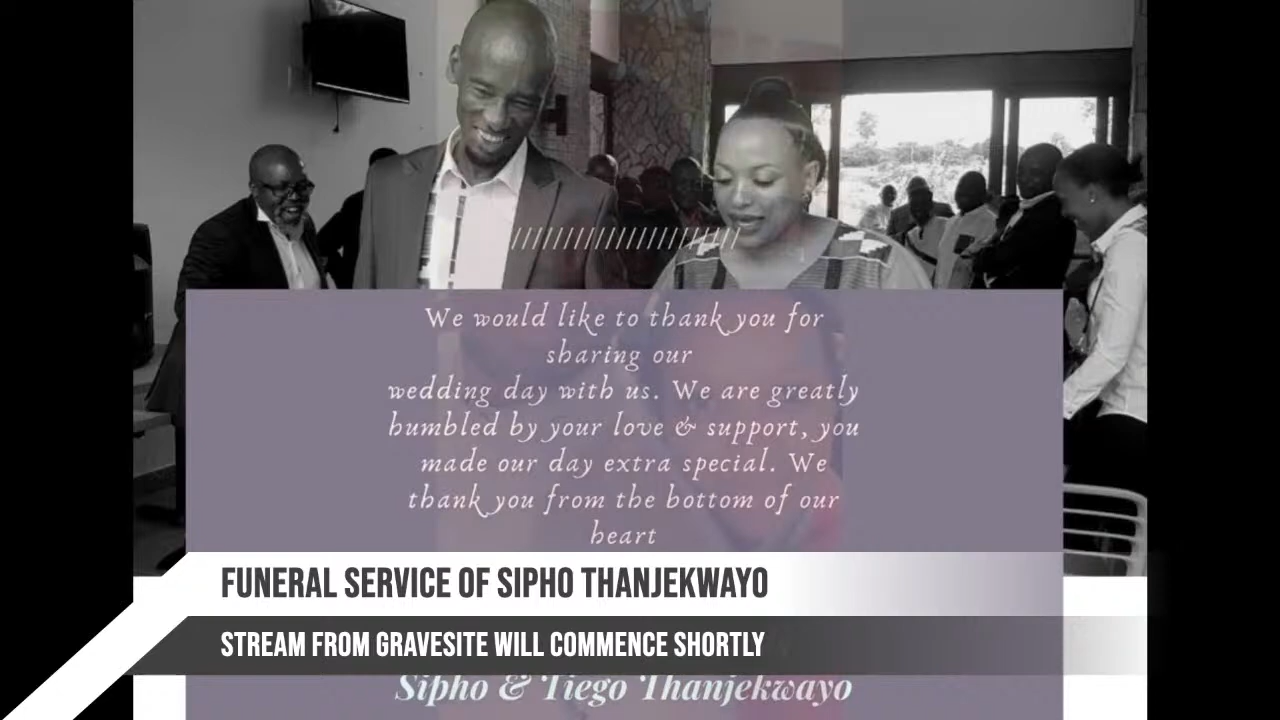 We would like to thank you for
sharing our
wedding day with us. We are greatly
humbled by your love & support, you
made our day extra special. We
thank you from the bottom of our
heart
FUNERAL SERVICE OF SIPHO THANJEKWAYO
STREAM FROM GRAVESITE WILL COMMENCE SHORTLY
Sipho & Tiego Thanjekwayo